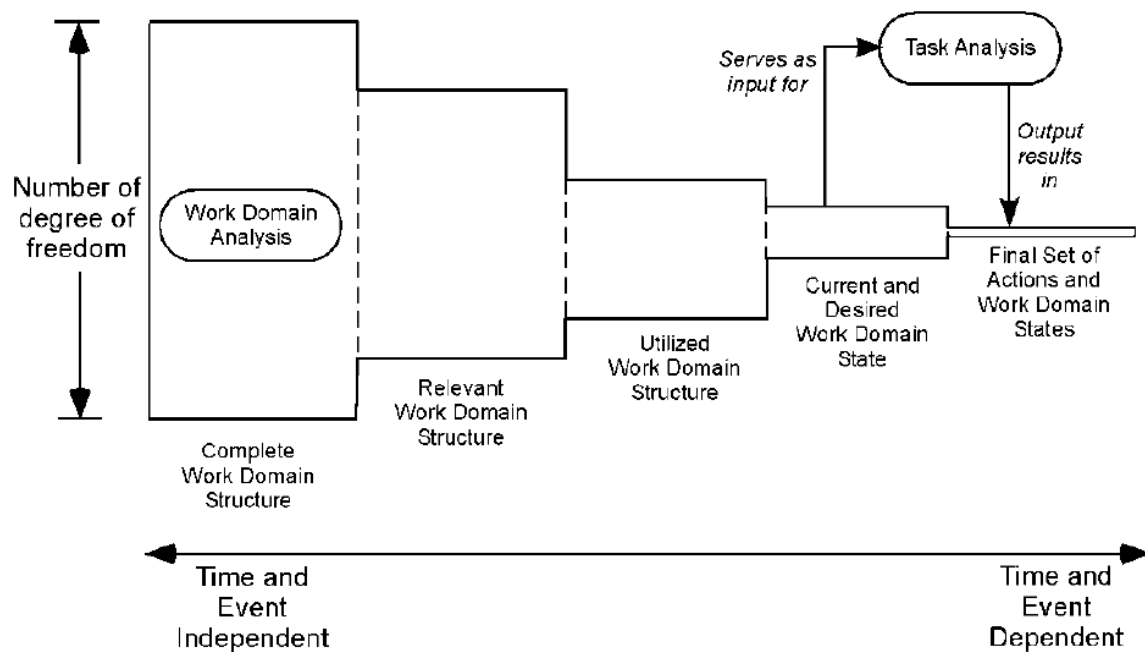 Number of
degree of
freedom
Work Domain
Analysis
Complete
Work Domain
Structure
Relevant
Work Domain
Structure
Utilized
Work Domain
Structure
Serves as
input for
Task Analysis
Output
results
in
Current and
Desired
Work Domain
State
Final Set of
Actions and
Work Domain
States
Time and
Event
Independent
Time and
Event
Dependent